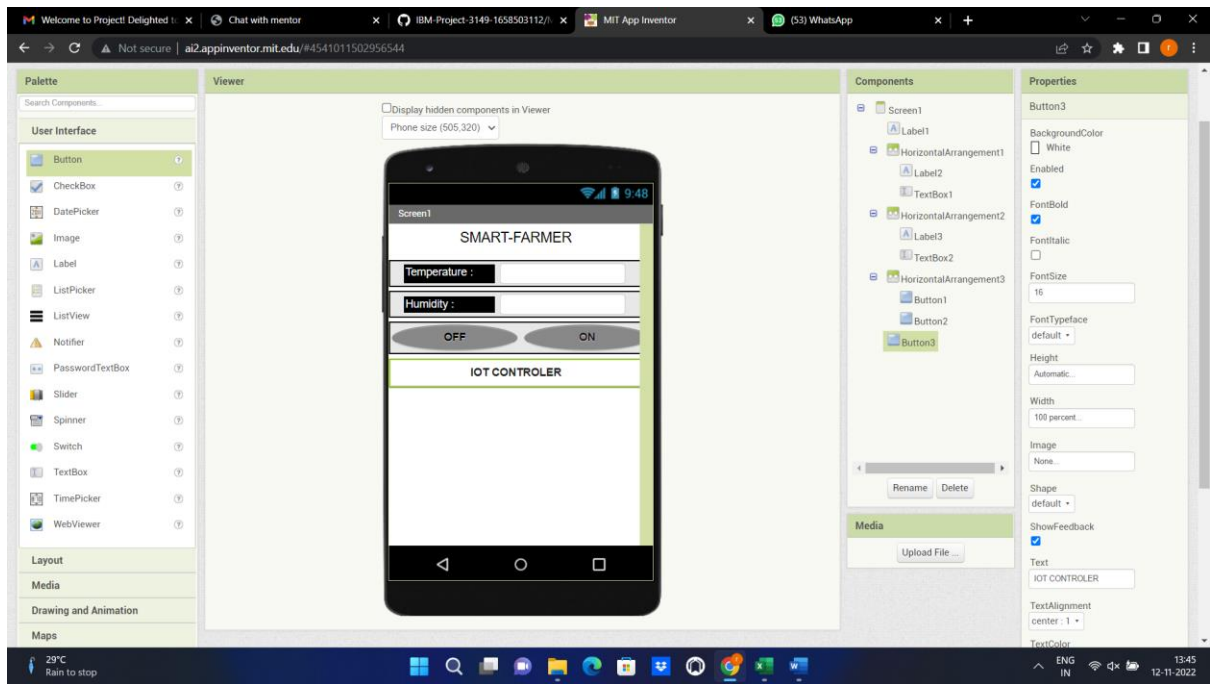 Welcome to Project! Delighted to
Chat with mentor
IBM-Project-3149-1658503112/
MIT App Inventor
(53) WhatsApp
Not secure | ai2.appinventor.mit.edu/#4541011502956544
Palette
Search Components...
User Interface
Button
CheckBox
DatePicker
Image
Label
ListPicker
ListView
Notifier
PasswordTextBox
Slider
Spinner
Switch
TextBox
TimePicker
WebViewer
Layout
Media
Drawing and Animation
Maps
Viewer
Display hidden components in Viewer
Phone size (505,320)
9:48
Screen1
SMART-FARMER
Temperature :
Humidity :
OFF
ON
IOT CONTROLER
Components
Screen1
Label1
HorizontalArrangement1
Label2
TextBox1
HorizontalArrangement2
Label3
TextBox2
HorizontalArrangement3
Button1
Button2
Button3
Rename
Delete
Media
Upload File ...
Properties
Button3
BackgroundColor
White
Enabled
FontBold
FontItalic
FontSize
16
FontTypeface
default
Height
Automatic...
Width
100 percent...
Image
None...
Shape
default
ShowFeedback
Text
IOT CONTROLER
TextAlignment
center : 1
TextColor
29°C
Rain to stop
ENG
IN
13:45
12-11-2022